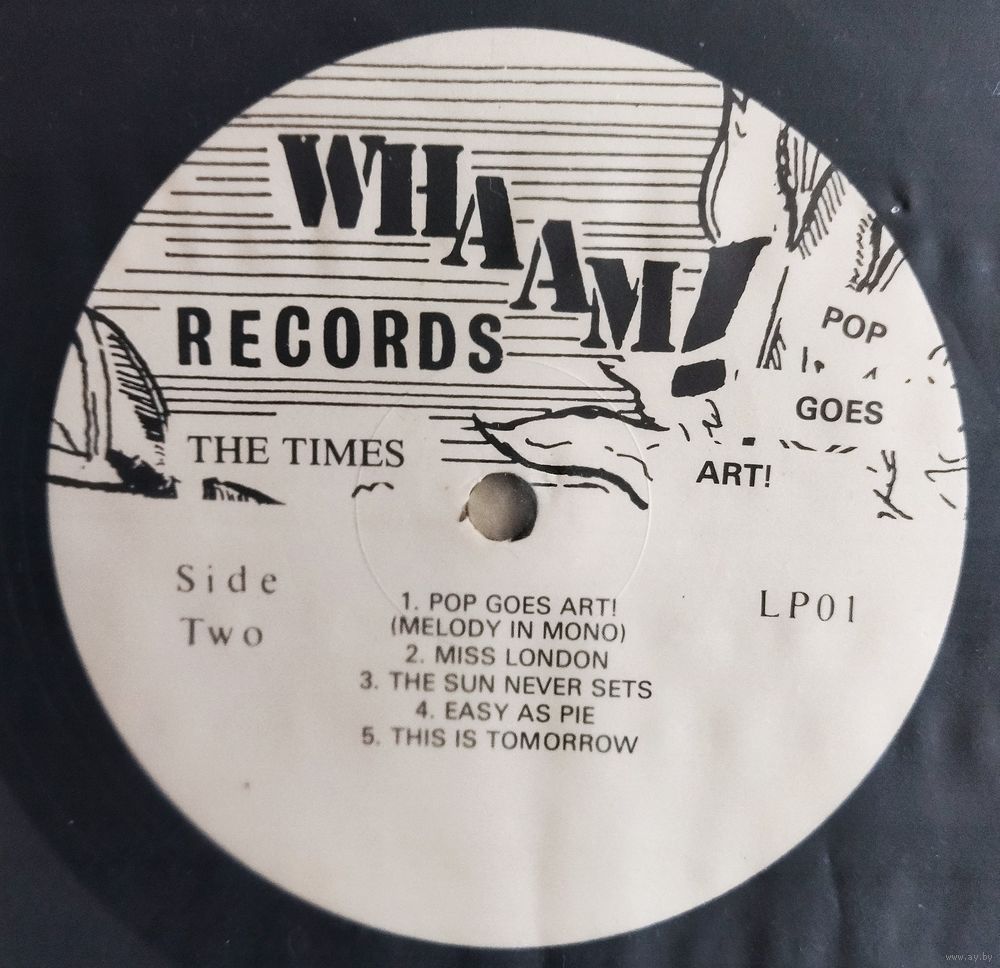 WHAAM!
RECORDS
THE TIMES
POP
GOES
ART!
Side
Two
LP01
1. POP GOES ART!
(MELODY IN MONO)
2. MISS LONDON
3. THE SUN NEVER SETS
4. EASY AS PIE
5. THIS IS TOMORROW
www.ay.by